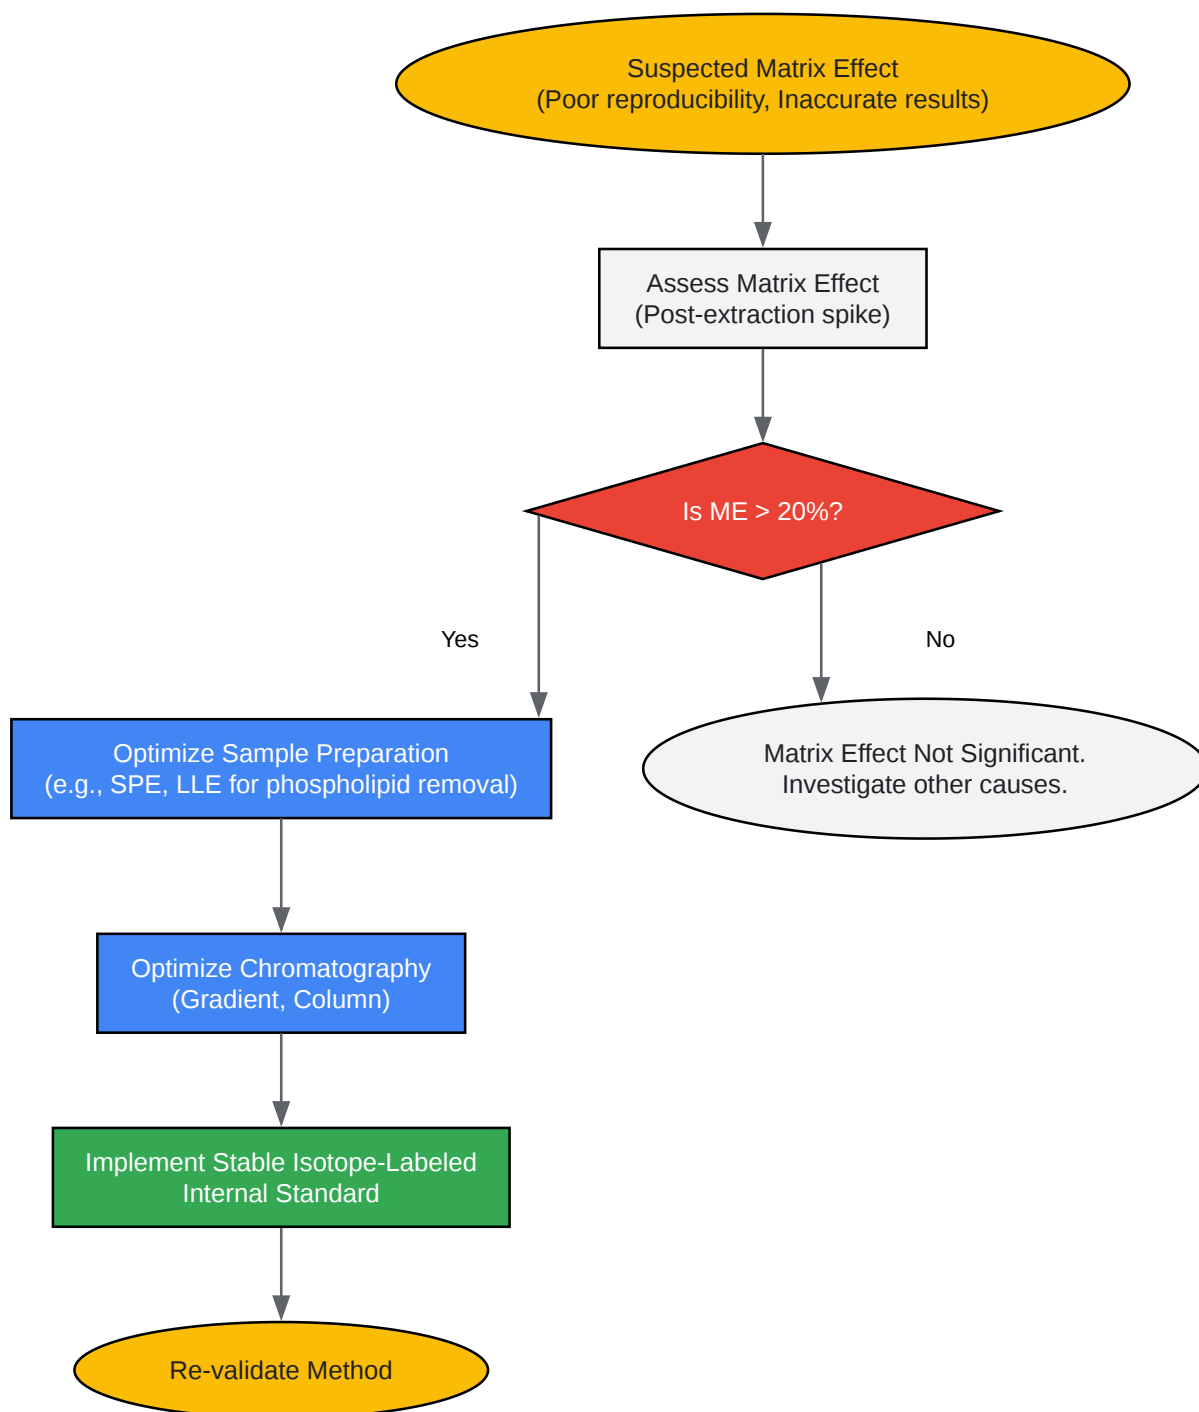 Suspected Matrix Effect
(Poor reproducibility, Inaccurate results)
Assess Matrix Effect
(Post-extraction spike)
Is ME > 20%?
Yes
No
Optimize Sample Preparation
(e.g., SPE, LLE for phospholipid removal)
Matrix Effect Not Significant.
Investigate other causes.
Optimize Chromatography
(Gradient, Column)
Implement Stable Isotope-Labeled
Internal Standard
Re-validate Method